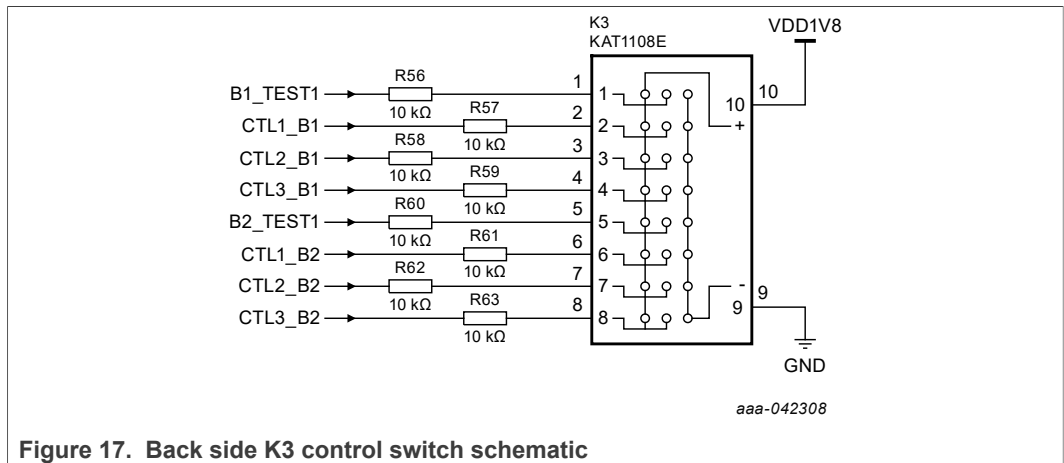 K3
KAT1108E
VDD1V8
B1_TEST1 R56 10 kΩ 1 1
CTL1_B1 R57 10 kΩ 2 2
CTL2_B1 R58 10 kΩ 3 3
CTL3_B1 R59 10 kΩ 4 4
B2_TEST1 R60 10 kΩ 5 5
CTL1_B2 R61 10 kΩ 6 6
CTL2_B2 R62 10 kΩ 7 7
CTL3_B2 R63 10 kΩ 8 8
10 10
+
-
9 9
GND
aaa-042308
Figure 17. Back side K3 control switch schematic